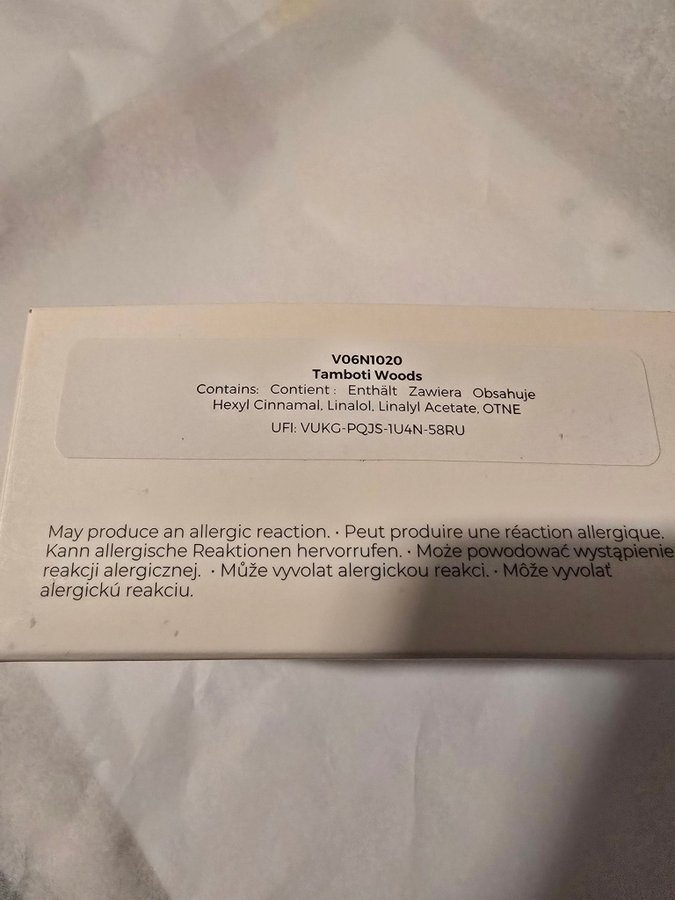 V06N1020
Tamboti Woods
Contains: Contient : Enthält Zawiera Obsahuje
Hexyl Cinnamal, Linalol, Linalyl Acetate, OTNE
UFI: VUKG-PQJS-1U4N-58RU
May produce an allergic reaction. · Peut produire une réaction allergique.
Kann allergische Reaktionen hervorrufen. · Może powodować wystąpienie
reakcji alergicznej. · Může vyvolat alergickou reakci. · Môže vyvolať
alergickú reakciu.